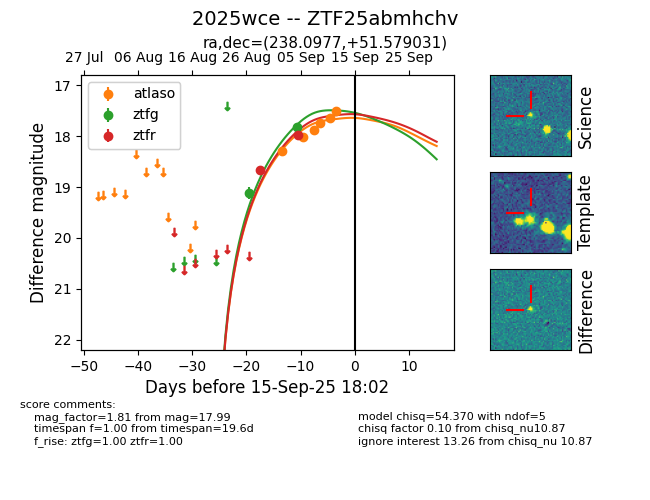 2025wce -- ZTF25abmhchv
ra,dec=(238.0977,+51.579031)
27 Jul 06 Aug 16 Aug 26 Aug 05 Sep 15 Sep 25 Sep
17
18
19
20
21
22
Difference magnitude
atlaso
ztfg
ztfr
−50 −40 −30 −20 −10 0 10
Days before 15-Sep-25 18:02
Science
Template
Difference
score comments:
mag_factor=1.81 from mag=17.99
timespan f=1.00 from timespan=19.6d
f_rise: ztfg=1.00 ztfr=1.00
model chisq=54.370 with ndof=5
chisq factor 0.10 from chisq_nu10.87
ignore interest 13.26 from chisq_nu 10.87